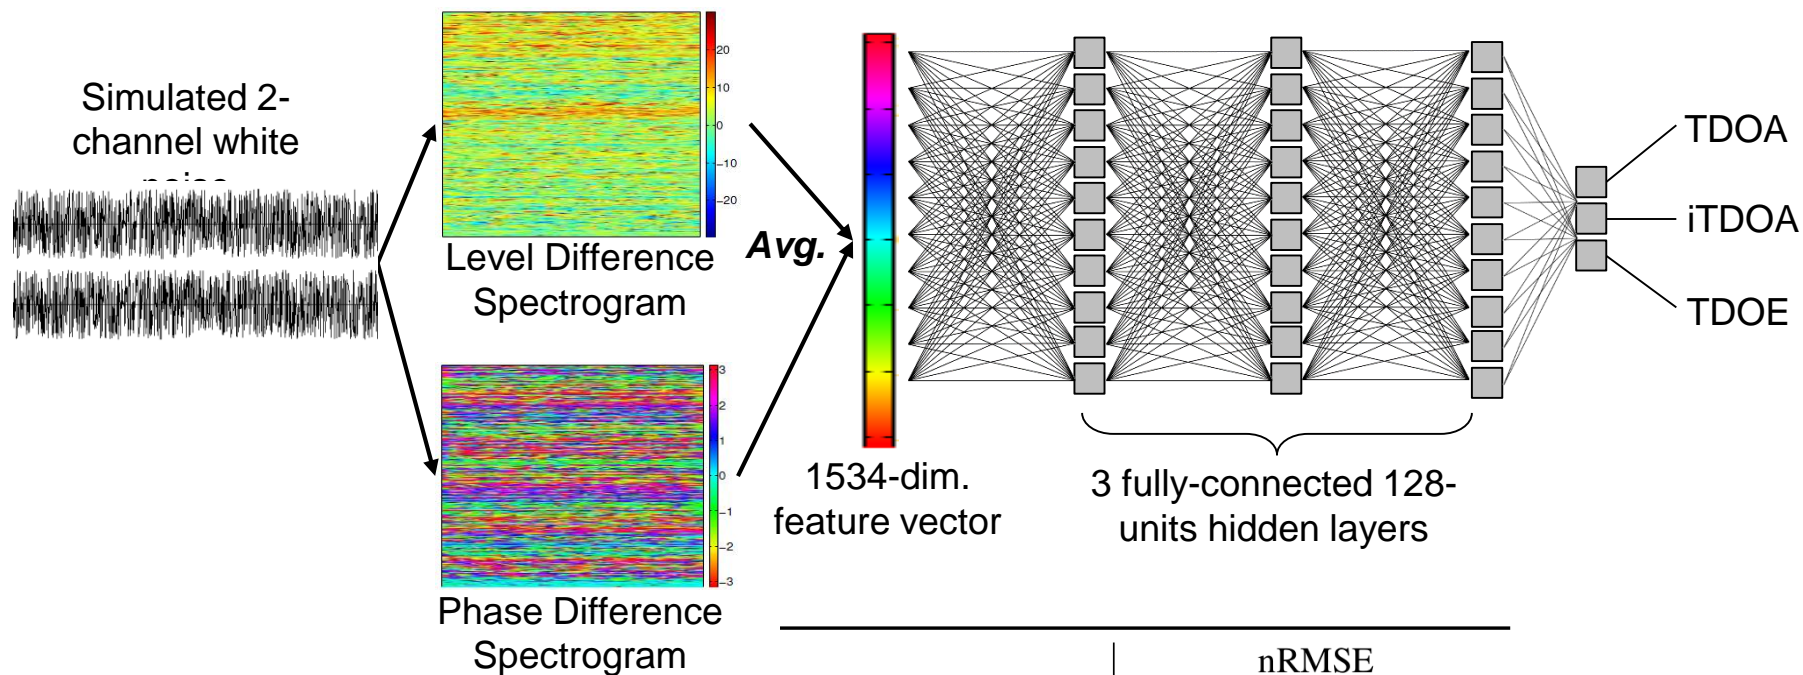 Simulated 2-
channel white
20
10
0
−10
−20
Level Difference
Spectrogram
3
2
1
0
−1
−2
−3
Phase Difference
Spectrogram
Avg.
1534-dim.
feature vector
3 fully-connected 128-
units hidden layers
TDOA
iTDOA
TDOE
nRMSE